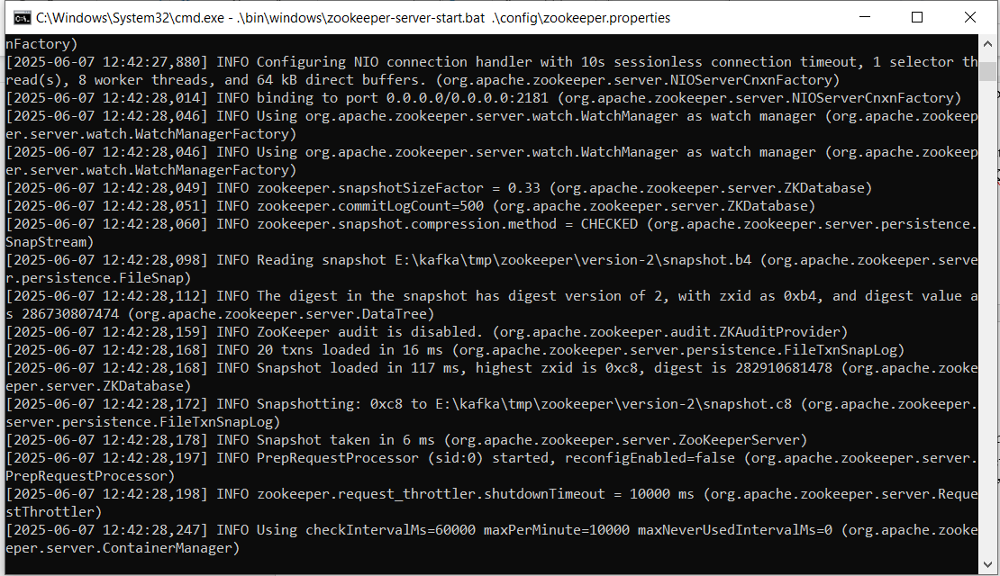 C:\Windows\System32\cmd.exe - .\bin\windows\zookeeper-server-start.bat .\config\zookeeper.properties
nFactory)
[2025-06-07 12:42:27,880] INFO Configuring NIO connection handler with 10s sessionless connection timeout, 1 selector th
read(s), 8 worker threads, and 64 kB direct buffers. (org.apache.zookeeper.server.NIOServerCnxnFactory)
[2025-06-07 12:42:28,014] INFO binding to port 0.0.0.0/0.0.0.0:2181 (org.apache.zookeeper.server.NIOServerCnxnFactory)
[2025-06-07 12:42:28,046] INFO Using org.apache.zookeeper.server.watch.WatchManager as watch manager (org.apache.zookeep
er.server.watch.WatchManagerFactory)
[2025-06-07 12:42:28,046] INFO Using org.apache.zookeeper.server.watch.WatchManager as watch manager (org.apache.zookeep
er.server.watch.WatchManagerFactory)
[2025-06-07 12:42:28,049] INFO zookeeper.snapshotSizeFactor = 0.33 (org.apache.zookeeper.server.ZKDatabase)
[2025-06-07 12:42:28,051] INFO zookeeper.commitLogCount=500 (org.apache.zookeeper.server.ZKDatabase)
[2025-06-07 12:42:28,060] INFO zookeeper.snapshot.compression.method = CHECKED (org.apache.zookeeper.server.persistence.
SnapStream)
[2025-06-07 12:42:28,098] INFO Reading snapshot E:\kafka\tmp\zookeeper\version-2\snapshot.b4 (org.apache.zookeeper.serve
r.persistence.FileSnap)
[2025-06-07 12:42:28,112] INFO The digest in the snapshot has digest version of 2, with zxid as 0xb4, and digest value a
s 286730807474 (org.apache.zookeeper.server.DataTree)
[2025-06-07 12:42:28,159] INFO ZooKeeper audit is disabled. (org.apache.zookeeper.audit.ZKAuditProvider)
[2025-06-07 12:42:28,168] INFO 20 txns loaded in 16 ms (org.apache.zookeeper.server.persistence.FileTxnSnapLog)
[2025-06-07 12:42:28,168] INFO Snapshot loaded in 117 ms, highest zxid is 0xc8, digest is 282910681478 (org.apache.zooke
eper.server.ZKDatabase)
[2025-06-07 12:42:28,172] INFO Snapshotting: 0xc8 to E:\kafka\tmp\zookeeper\version-2\snapshot.c8 (org.apache.zookeeper.
server.persistence.FileTxnSnapLog)
[2025-06-07 12:42:28,178] INFO Snapshot taken in 6 ms (org.apache.zookeeper.server.ZooKeeperServer)
[2025-06-07 12:42:28,197] INFO PrepRequestProcessor (sid:0) started, reconfigEnabled=false (org.apache.zookeeper.server.
PrepRequestProcessor)
[2025-06-07 12:42:28,198] INFO zookeeper.request_throttler.shutdownTimeout = 10000 ms (org.apache.zookeeper.server.Reque
stThrottler)
[2025-06-07 12:42:28,247] INFO Using checkIntervalMs=60000 maxPerMinute=10000 maxNeverUsedIntervalMs=0 (org.apache.zooke
eper.server.ContainerManager)